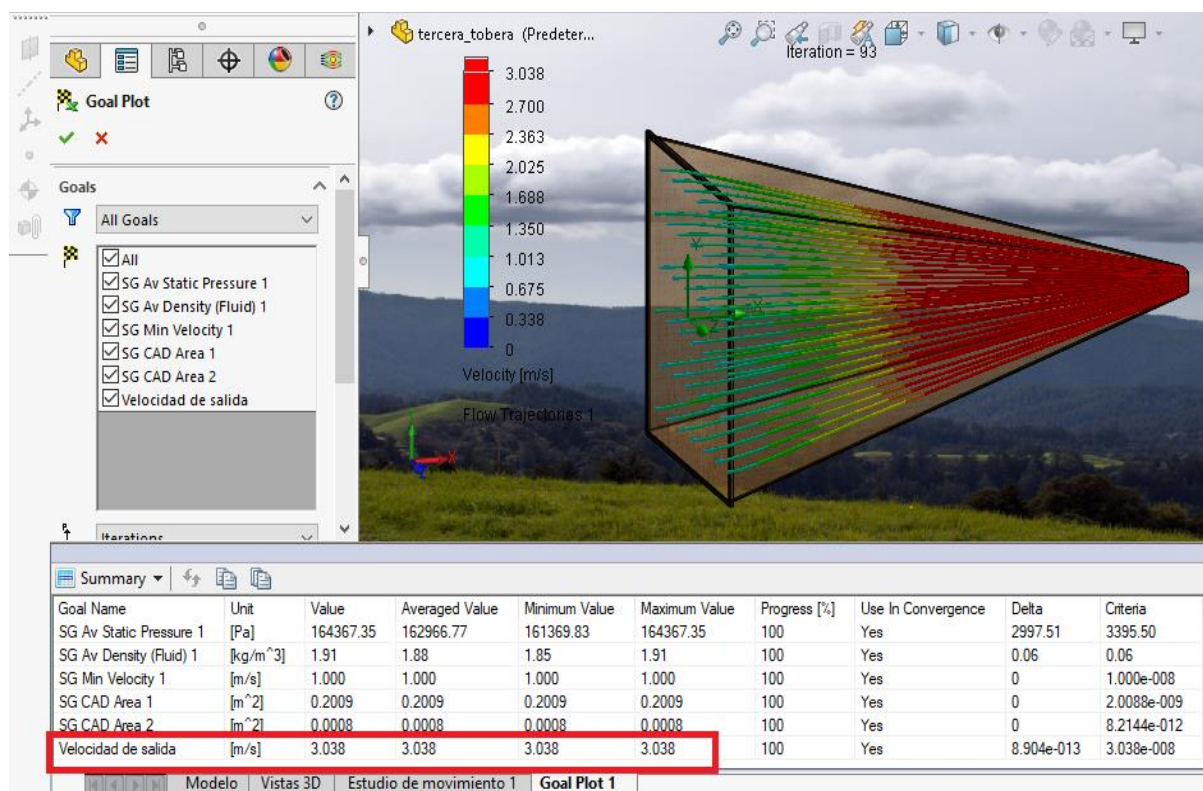 tercera_tobera (Predeter...
Iteration = 93
Goal Plot
Goals
All Goals
All
SG Av Static Pressure 1
SG Av Density (Fluid) 1
SG Min Velocity 1
SG CAD Area 1
SG CAD Area 2
Velocidad de salida
Iterations
3.038
2.700
2.363
2.025
1.688
1.350
1.013
0.675
0.338
0
Velocity [m/s]
Flow Trajectories 1
Y
X
Summary
Goal Name Unit Value Averaged Value Minimum Value Maximum Value Progress [%] Use In Convergence Delta Criteria
SG Av Static Pressure 1 [Pa] 164367.35 162966.77 161369.83 164367.35 100 Yes 2997.51 3395.50
SG Av Density (Fluid) 1 [kg/m^3] 1.91 1.88 1.85 1.91 100 Yes 0.06 0.06
SG Min Velocity 1 [m/s] 1.000 1.000 1.000 1.000 100 Yes 0 1.000e-008
SG CAD Area 1 [m^2] 0.2009 0.2009 0.2009 0.2009 100 Yes 0 2.0088e-009
SG CAD Area 2 [m^2] 0.0008 0.0008 0.0008 0.0008 100 Yes 0 8.2144e-012
Velocidad de salida [m/s] 3.038 3.038 3.038 3.038 100 Yes 8.904e-013 3.038e-008
Modelo Vistas 3D Estudio de movimiento 1 Goal Plot 1